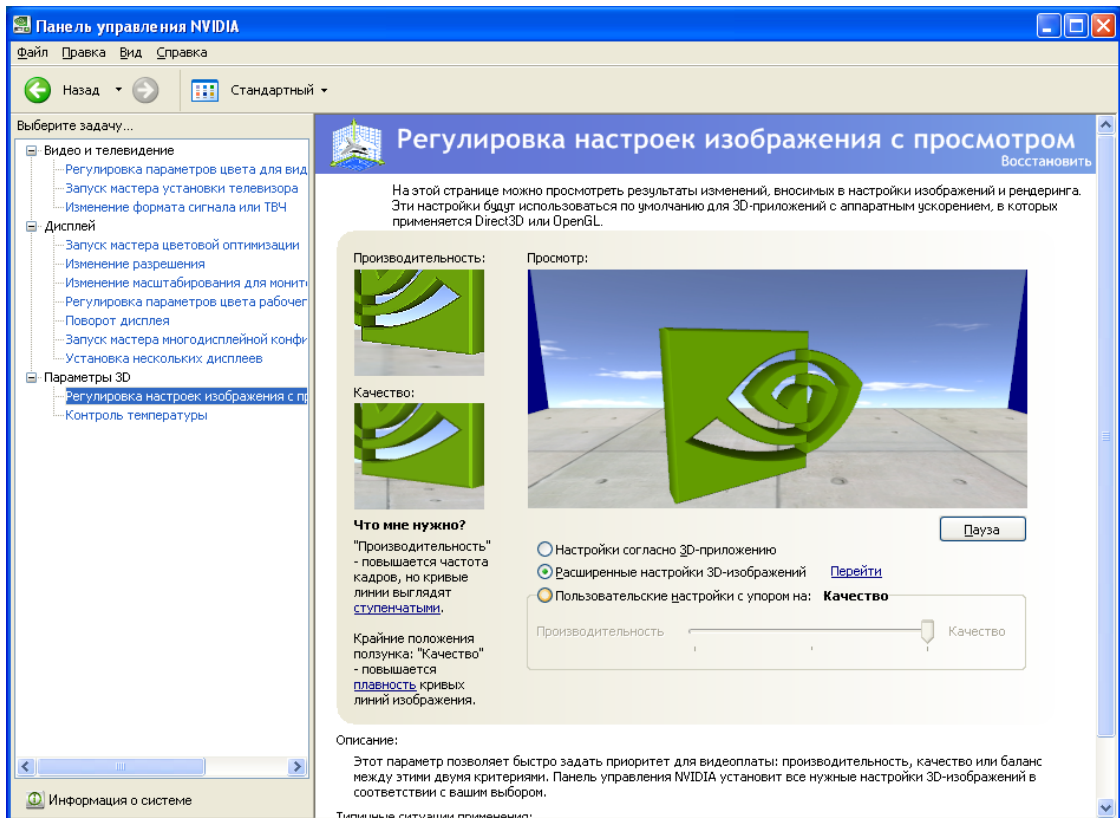 Панель управления NVIDIA
Файл Правка Вид Справка
Назад Стандартный
Выберите задачу...
Видео и телевидение
Регулировка параметров цвета для вид
Запуск мастера установки телевизора
Изменение формата сигнала или ТВЧ
Дисплей
Запуск мастера цветовой оптимизации
Изменение разрешения
Изменение масштабирования для монит
Регулировка параметров цвета рабочег
Поворот дисплея
Запуск мастера многодисплейной конфи
Установка нескольких дисплеев
Параметры 3D
Регулировка настроек изображения с пр
Контроль температуры
Информация о системе
Регулировка настроек изображения с просмотром
Восстановить
На этой странице можно просмотреть результаты изменений, вносимых в настройки изображений и рендеринга.
Эти настройки будут использоваться по умолчанию для 3D-приложений с аппаратным ускорением, в которых
применяется Direct3D или OpenGL.
Производительность:
Качество:
Что мне нужно?
"Производительность"
- повышается частота
кадров, но кривые
линии выглядят
ступенчатыми.
Крайние положения
ползунка: "Качество"
- повышается
плавность кривых
линий изображения.
Просмотр:
Пауза
Настройки согласно 3D-приложению
Расширенные настройки 3D-изображений Перейти
Пользовательские настройки с упором на: Качество
Производительность Качество
Описание:
Этот параметр позволяет быстро задать приоритет для видеоплаты: производительность, качество или баланс
между этими двумя критериями. Панель управления NVIDIA установит все нужные настройки 3D-изображений в
соответствии с вашим выбором.
Типичные ситуации применения: